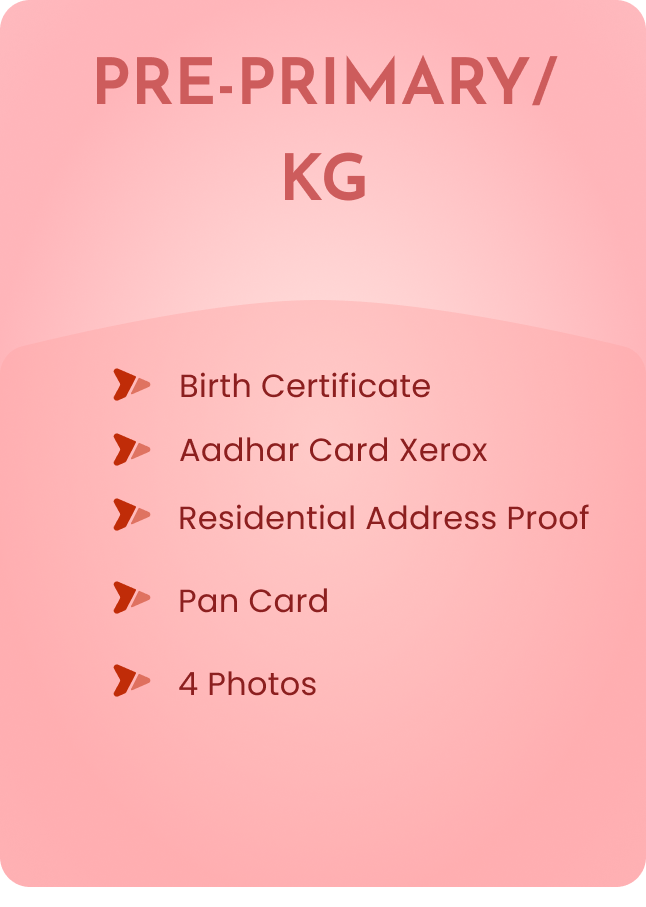 PRE-PRIMARY/
KG
Birth Certificate
Aadhar Card Xerox
Residential Address Proof
Pan Card
4 Photos